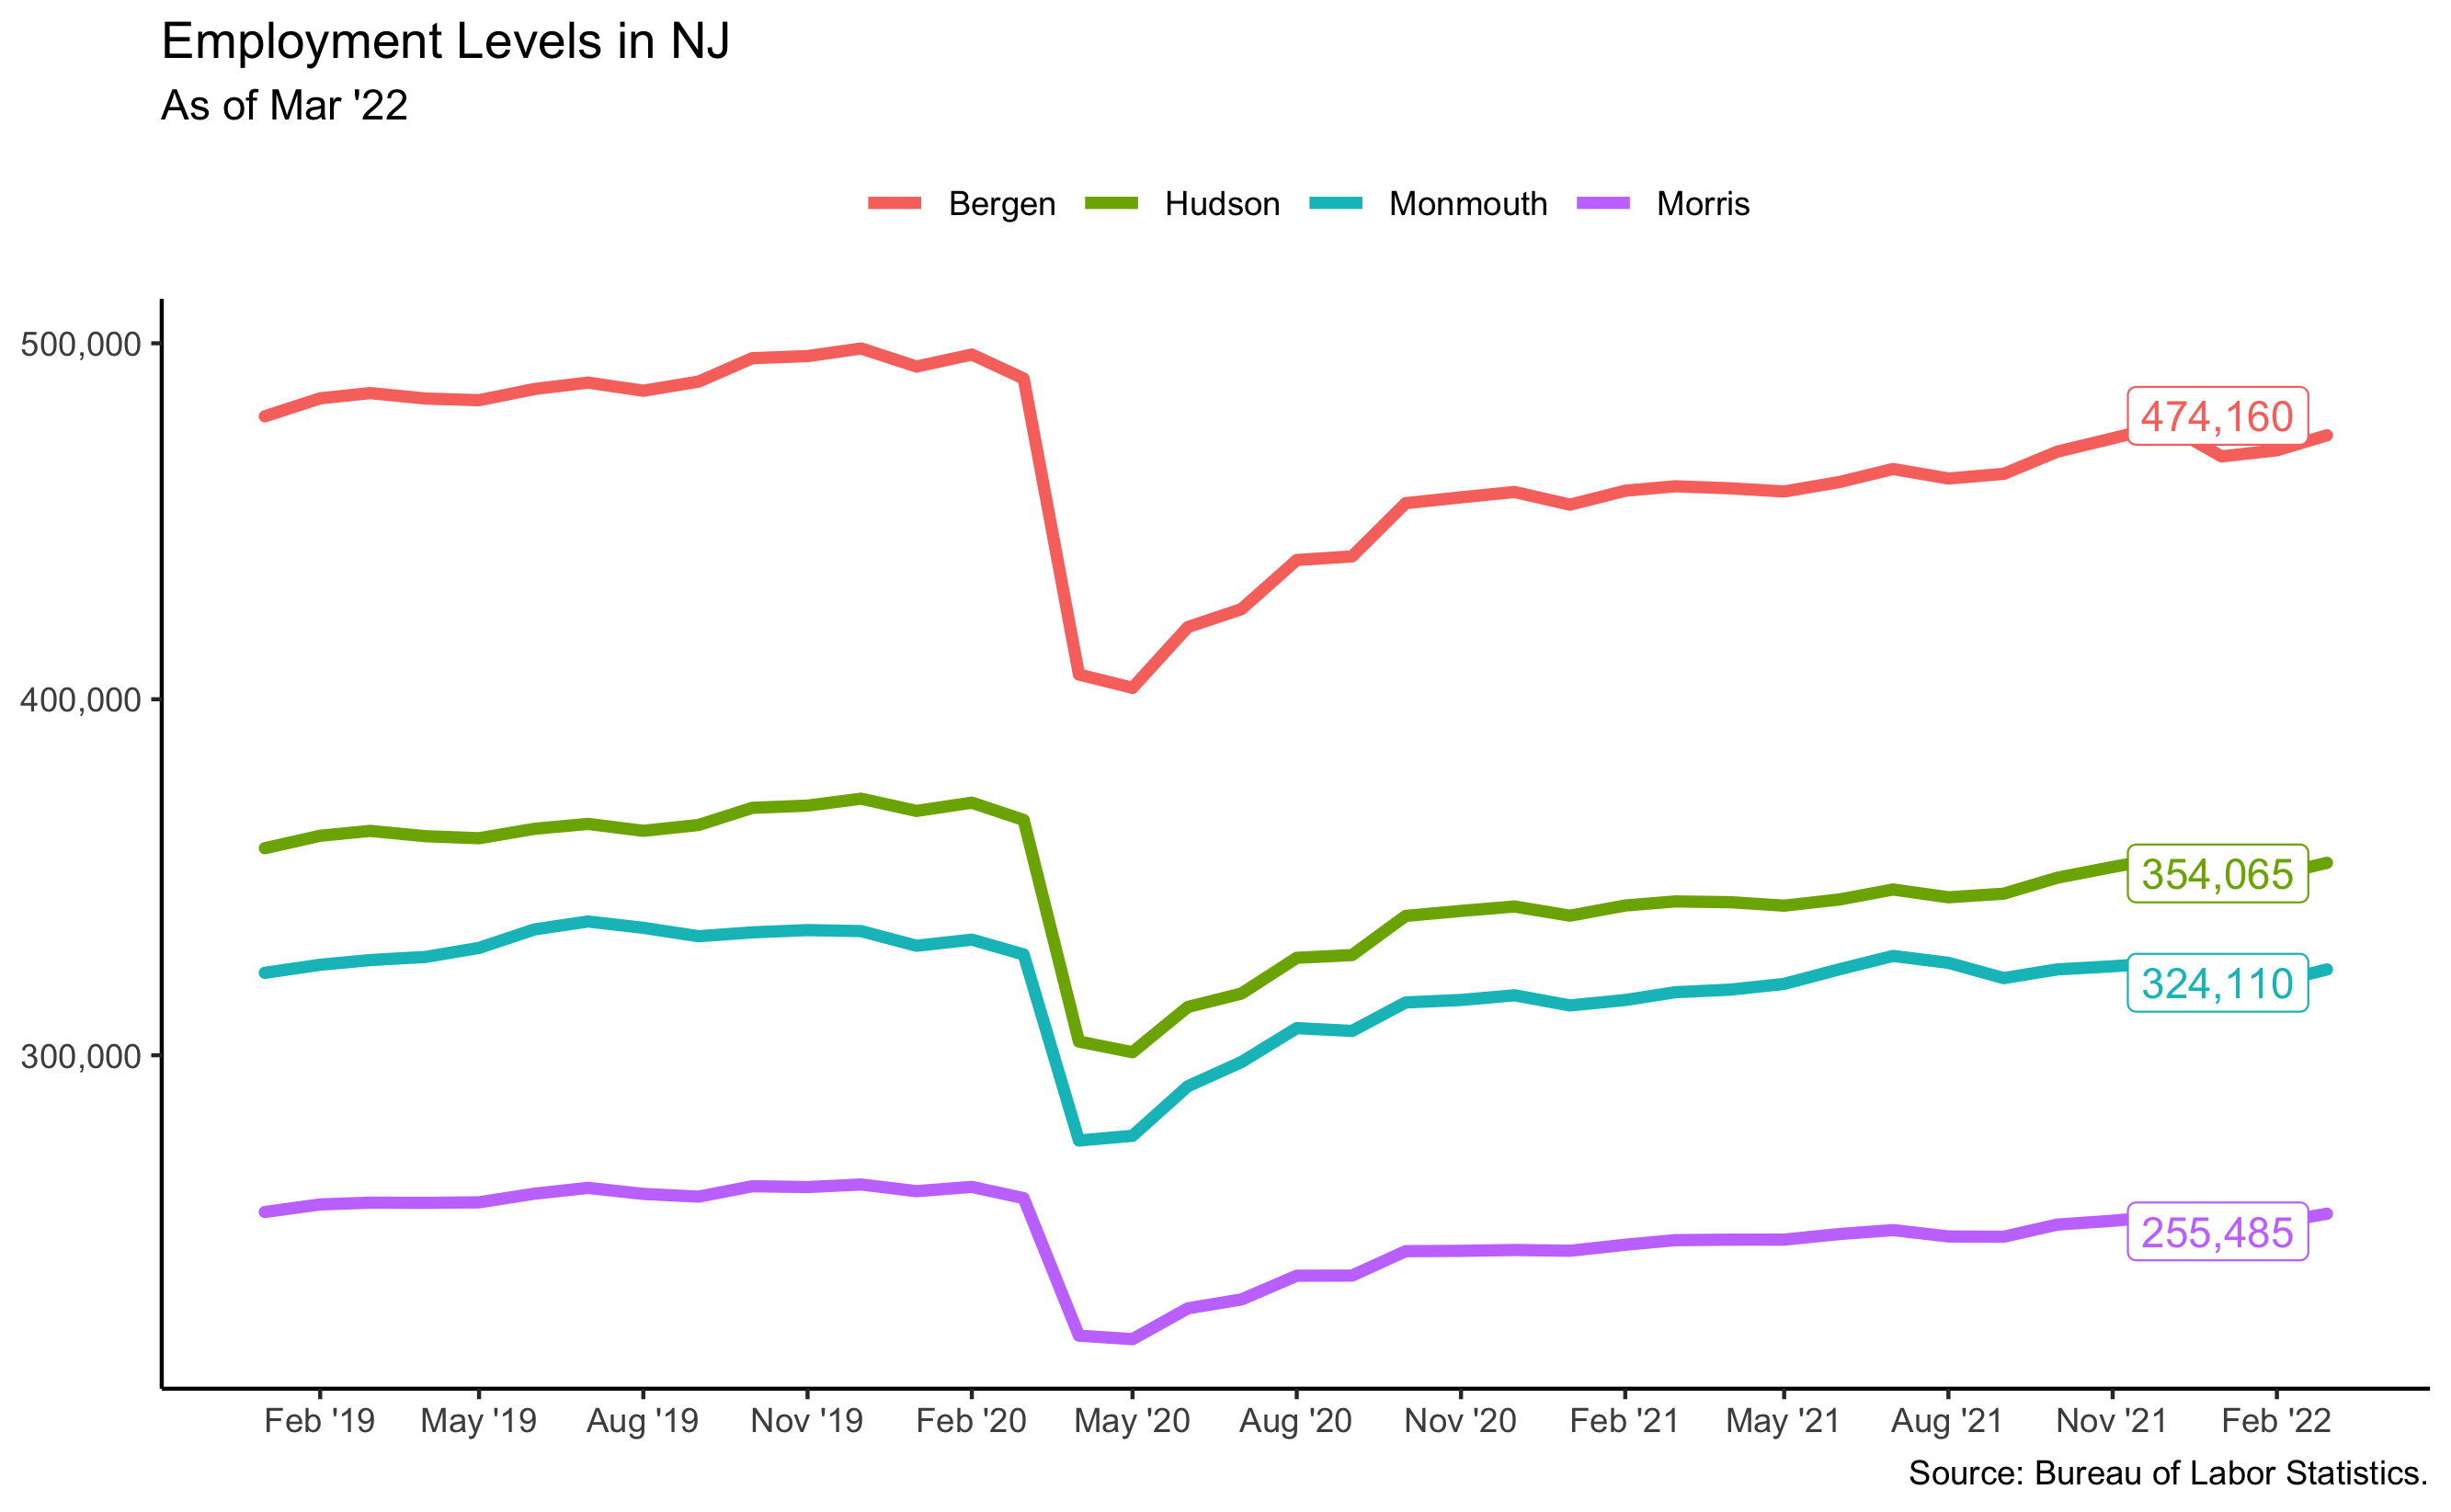 Employment Levels in NJ
As of Mar '22
Bergen Hudson Monmouth Morris
500,000
400,000
300,000
474,160
354,065
324,110
255,485
Feb '19 May '19 Aug '19 Nov '19 Feb '20 May '20 Aug '20 Nov '20 Feb '21 May '21 Aug '21 Nov '21 Feb '22
Source: Bureau of Labor Statistics.